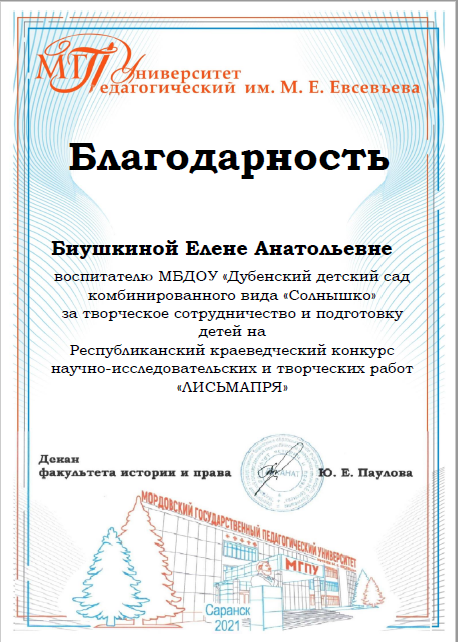 МГПУ
Университет
Педагогический им. М. Е. Евсевьева
Благодарность
Биушкиной Елене Анатольевне
воспитателю МБДОУ «Дубенский детский сад
комбинированного вида «Солнышко»
за творческое сотрудничество и подготовку
детей на
Республиканский краеведческий конкурс
научно-исследовательских и творческих работ
«ЛИСЬМАПРЯ»
Декан
факультета истории и права
Ю. Е. Паулова
МОРДОВСКИЙ ГОСУДАРСТВЕННЫЙ ПЕДАГОГИЧЕСКИЙ УНИВЕРСИТЕТ
МГПУ
Саранск
2021